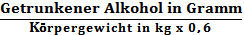 Getrunkener Alkohol in Gramm
Körpergewicht in kg x 0,6